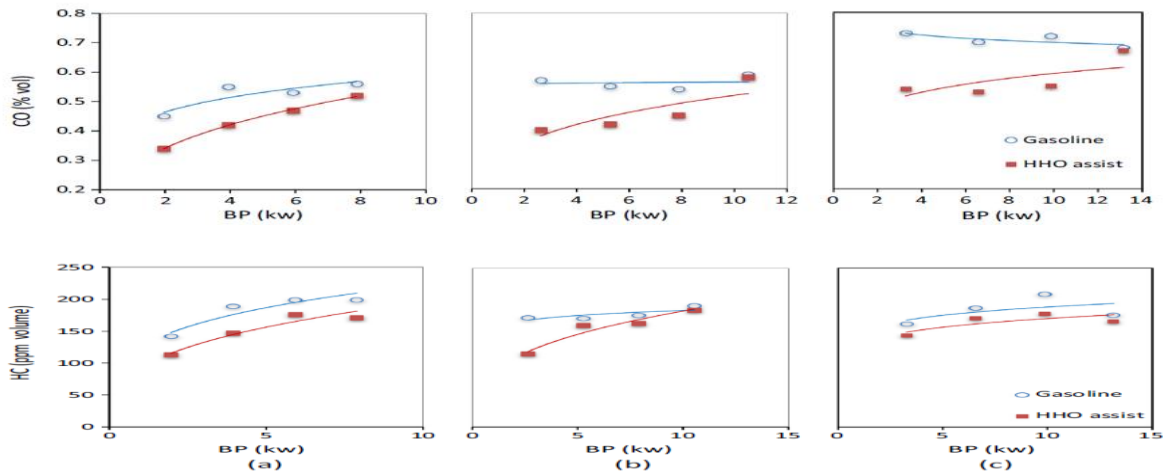 CO (% vol)
0.8
0.7
0.6
0.5
0.4
0.3
0.2
0 2 4 6 8 10
BP (kw)
0 2 4 6 8 10 12
BP (kw)
Gasoline
HHO assist
0 2 4 6 8 10 12 14
BP (kw)
HC (ppm volume)
250
200
150
100
50
0
0 5 10
BP (kw)
(a)
0 5 10 15
BP (kw)
(b)
Gasoline
HHO assist
0 5 10 15
BP (kw)
(c)